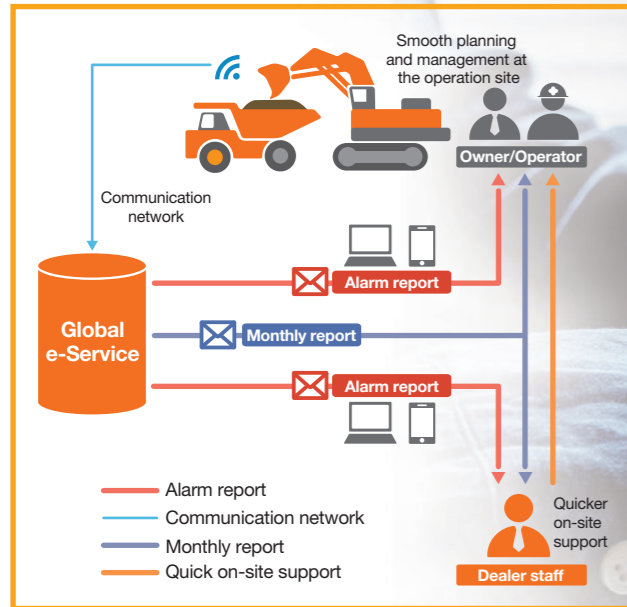 Smooth planning
and management at
the operation site
Owner/Operator
Communication
network
Alarm report
Global
e-Service
Monthly report
Alarm report
Alarm report
Communication network
Monthly report
Quick on-site support
Quicker
on-site
support
Dealer staff